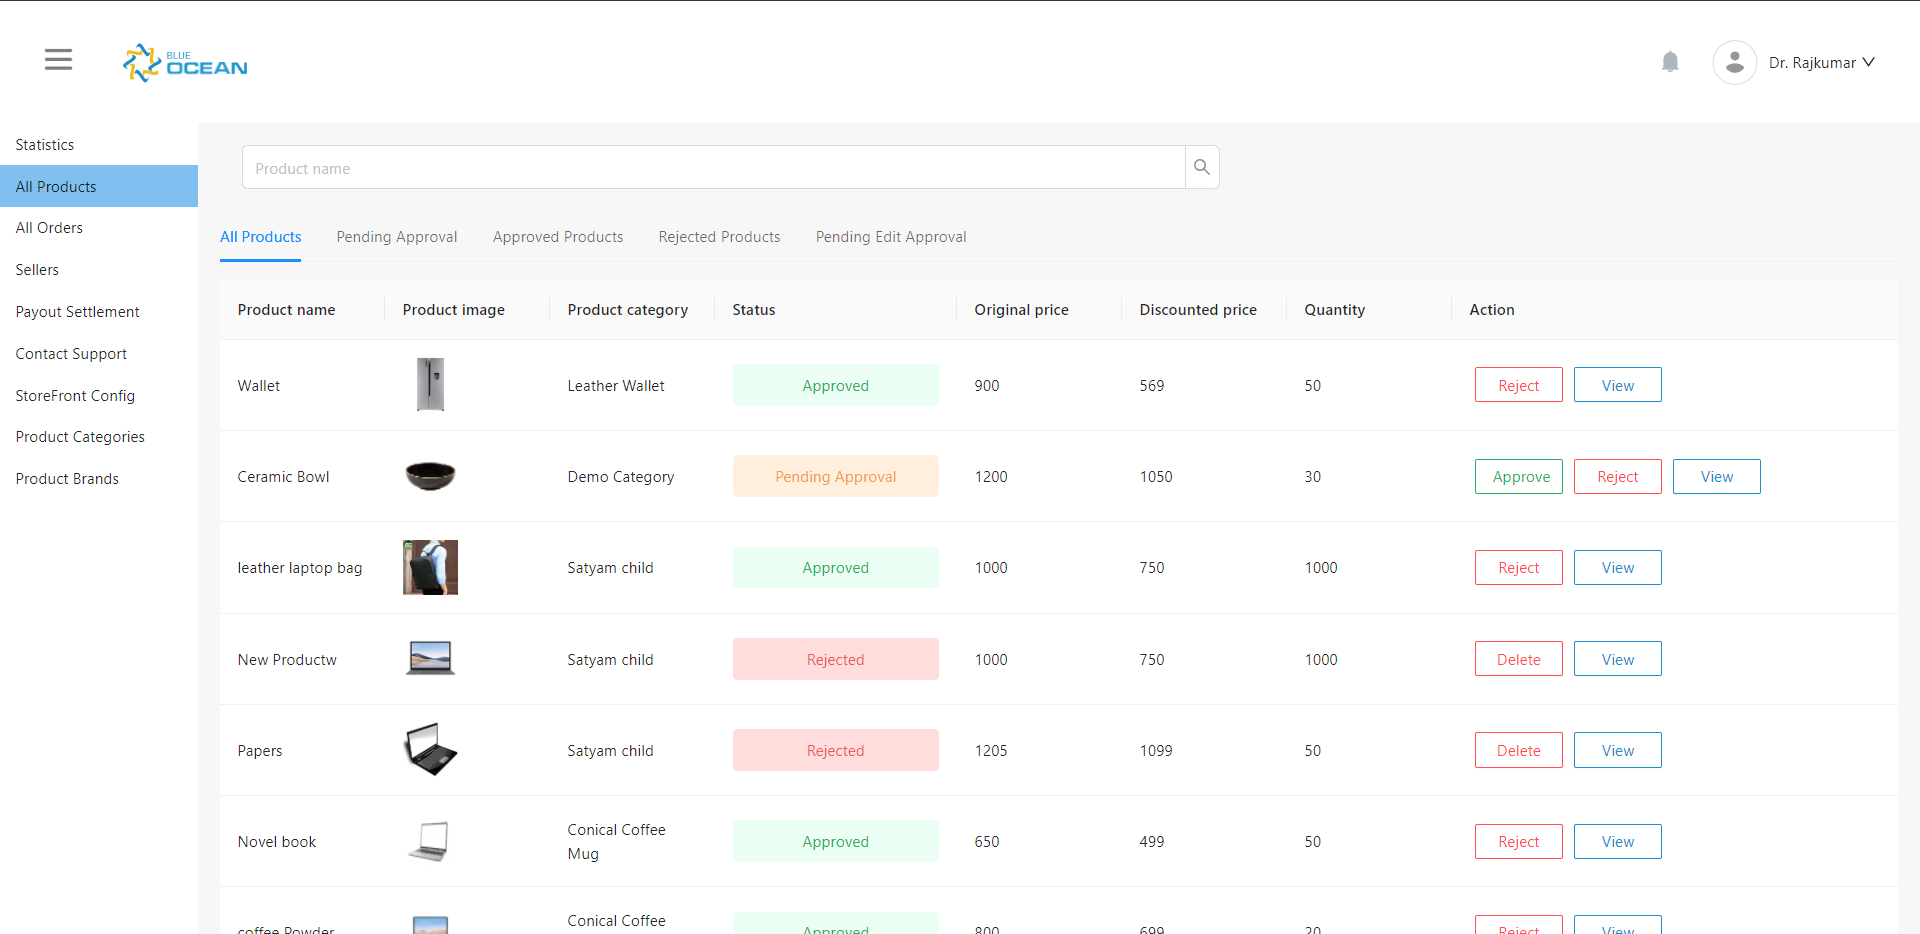 BLUE
OCEAN
Dr. Rajkumar
Statistics
All Products
All Orders
Sellers
Payout Settlement
Contact Support
StoreFront Config
Product Categories
Product Brands
Product name
All Products Pending Approval Approved Products Rejected Products Pending Edit Approval
Product name Product image Product category Status Original price Discounted price Quantity Action
Wallet Leather Wallet Approved 900 569 50 Reject View
Ceramic Bowl Demo Category Pending Approval 1200 1050 30 Approve Reject View
leather laptop bag Satyam child Approved 1000 750 1000 Reject View
New Productw Satyam child Rejected 1000 750 1000 Delete View
Papers Satyam child Rejected 1205 1099 50 Delete View
Novel book Conical Coffee Approved 650 499 50 Reject View
Mug
coffee Powder Conical Coffee Approved 800 699 20 Reject View